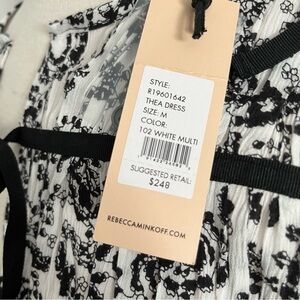 STYLE:
R19601642
THEA DRESS
SIZE: M
COLOR:
102 WHITE MULTI
SUGGESTED RETAIL:
$248
REBECCAMINKOFF.COM